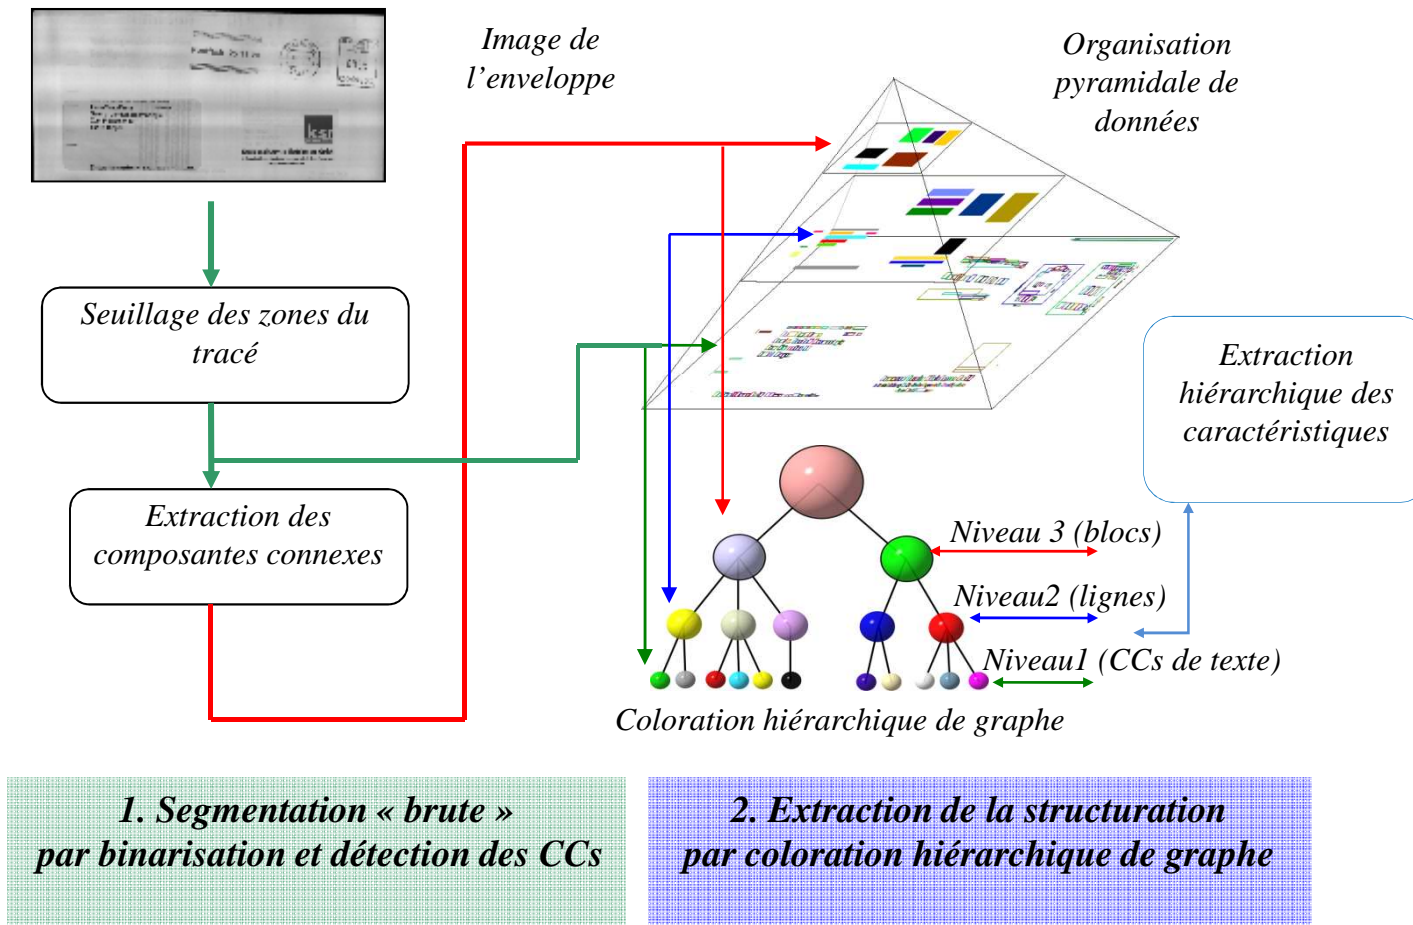 Image de
l’enveloppe
Organisation
pyramidale de
données
ksr
Seuillage des zones du
tracé
Extraction des
composantes connexes
Extraction
hiérarchique des
caractéristiques
Niveau 3 (blocs)
Niveau2 (lignes)
Niveau1 (CCs de texte)
Coloration hiérarchique de graphe
1. Segmentation « brute »
par binarisation et détection des CCs
2. Extraction de la structuration
par coloration hiérarchique de graphe